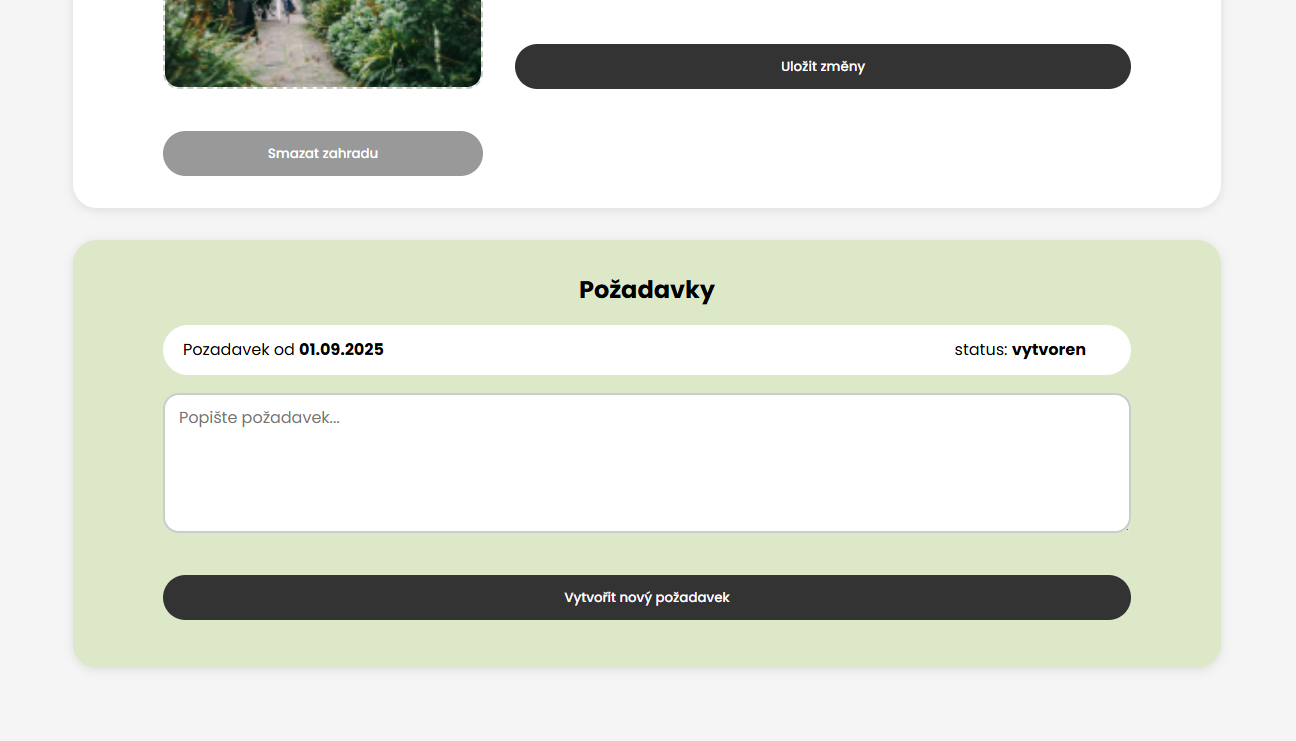 Uložit změny
Smazat zahradu
Požadavky
Pozadavek od 01.09.2025
status: vytvoren
Popište požadavek...
Vytvořit nový požadavek